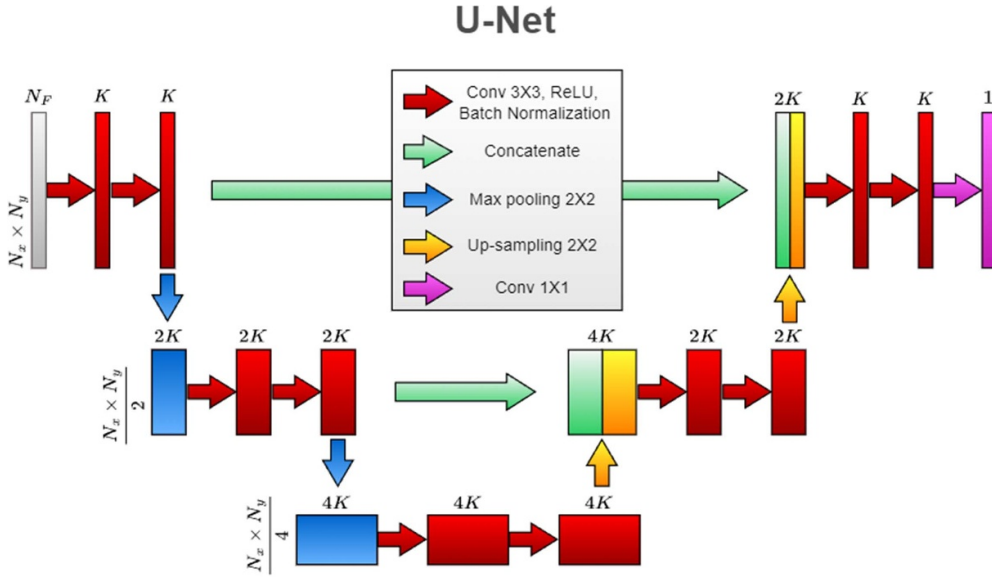 U-Net
N_F
K
K
N_x × N_y
Conv 3X3, ReLU,
Batch Normalization
Concatenate
Max pooling 2X2
Up-sampling 2X2
Conv 1X1
2K
K
K
1
2K
2K
2K
N_x × N_y
2
4K
2K
2K
4K
4K
4K
N_x × N_y
4